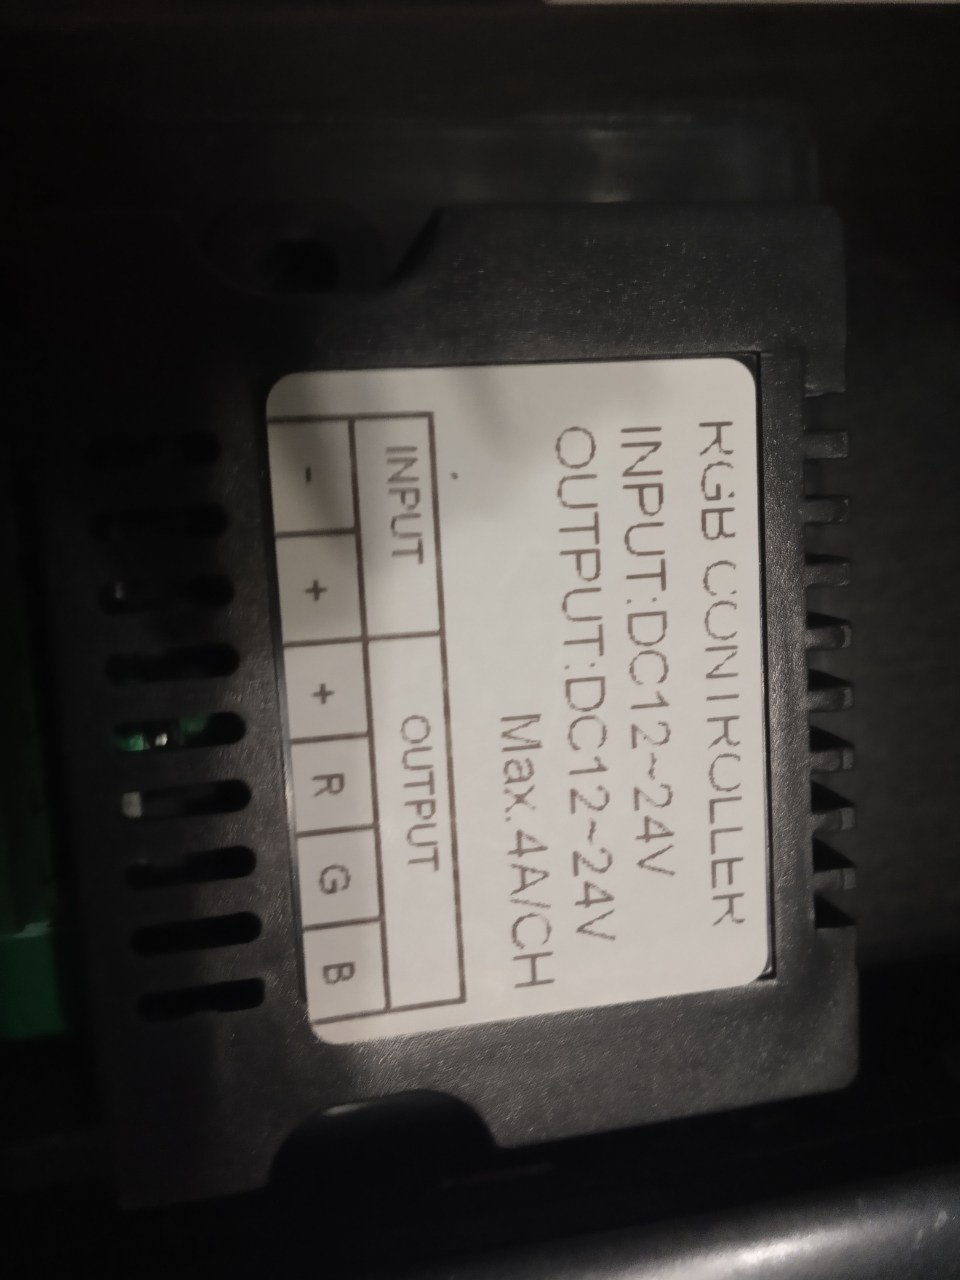 RGB CONTROLLER
INPUT:DC12~24V
OUTPUT:DC12~24V
Max.4A/CH
INPUT OUTPUT
- + + R G B